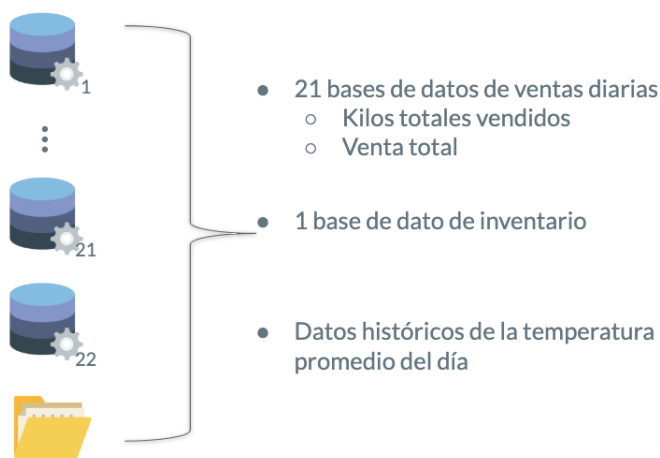 1
21
22
● 21 bases de datos de ventas diarias
○ Kilos totales vendidos
○ Venta total
● 1 base de dato de inventario
● Datos históricos de la temperatura
promedio del día